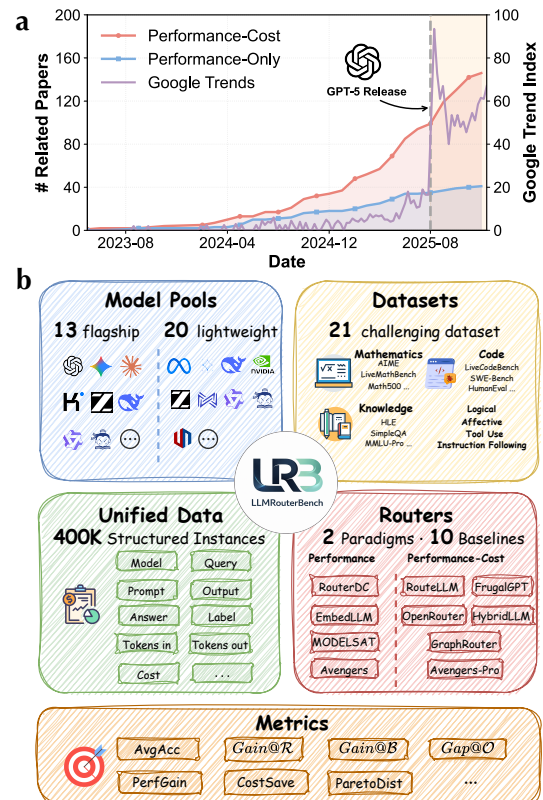 a
200
160
120
80
40
0
# Related Papers
Performance-Cost
Performance-Only
Google Trends
GPT-5 Release
100
80
60
40
20
0
Google Trend Index
2023-08
2024-04
2024-12
2025-08
Date
b
Model Pools
13 flagship
20 lightweight
NVIDIA
Datasets
21 challenging dataset
Mathematics
AIME
LiveMathBench
Math500 ...
Code
LiveCodeBench
SWE-Bench
HumanEval ...
Knowledge
HLE
SimpleQA
MMLU-Pro ...
Logical
Affective
Tool Use
Instruction Following
LRB
LLMRouterBench
Unified Data
400K Structured Instances
Model
Query
Prompt
Output
Answer
Label
Tokens in
Tokens out
Cost
...
Routers
2 Paradigms · 10 Baselines
Performance
Performance-Cost
RouterDC
RouteLLM
FrugalGPT
EmbedLLM
OpenRouter
HybridLLM
MODELSAT
GraphRouter
Avengers
Avengers-Pro
Metrics
AvgAcc
Gain@R
Gain@B
Gap@O
PerfGain
CostSave
ParetoDist
...